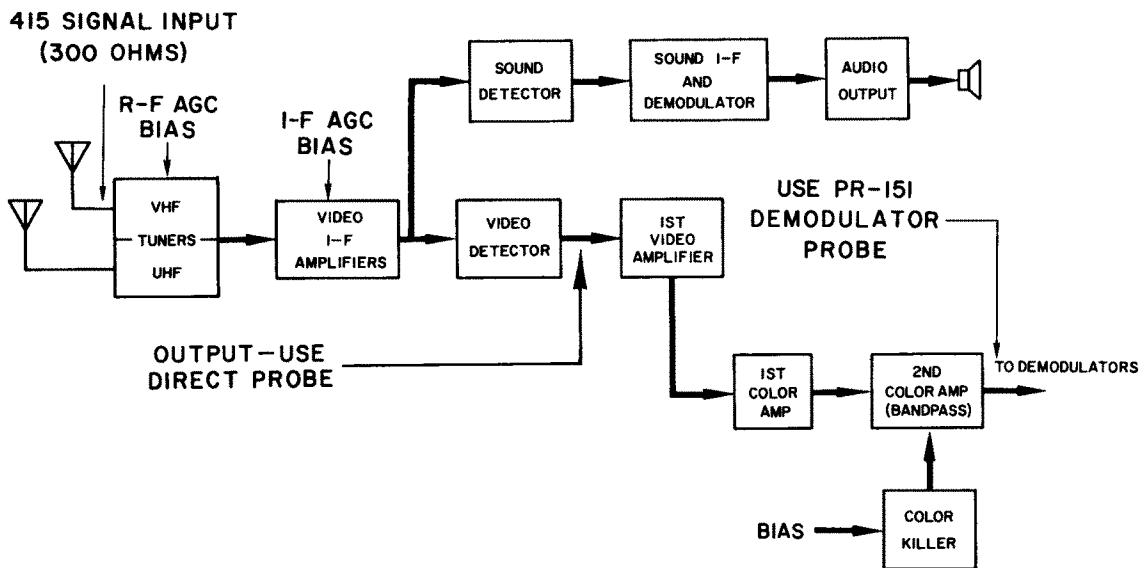 415 SIGNAL INPUT
(300 OHMS)
R-F AGC
BIAS
I-F AGC
BIAS
SOUND
DETECTOR
SOUND I-F
AND
DEMODULATOR
AUDIO
OUTPUT
VHF
TUNERS
UHF
VIDEO
I-F
AMPLIFIERS
VIDEO
DETECTOR
1ST
VIDEO
AMPLIFIER
USE PR-151
DEMODULATOR
PROBE
OUTPUT-USE
DIRECT PROBE
1ST
COLOR
AMP
2ND
COLOR AMP
(BANDPASS)
TO DEMODULATORS
BIAS
COLOR
KILLER